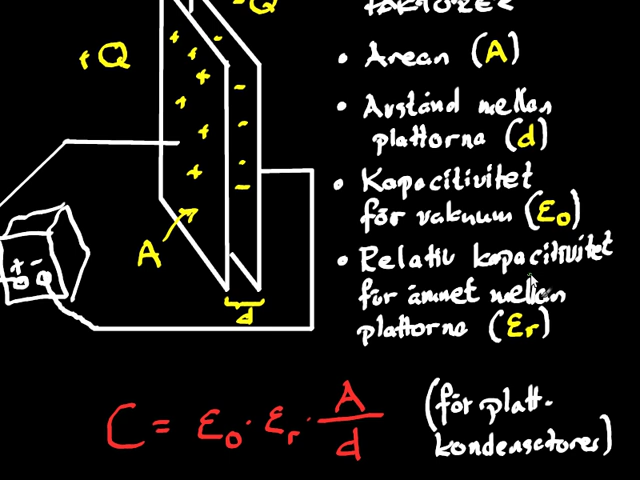 -Q
FAKTORER
+Q
• Arean (A)
• Avstånd mellan
plattorna (d)
• Kapacitivitet
för vakuum (ε₀)
• Relativ kapacitivitet
för ämnet mellan
plattorna (εr)
A
d
+ -
C = ε₀ · εr · A/d
(för platt-
kondensatorer)